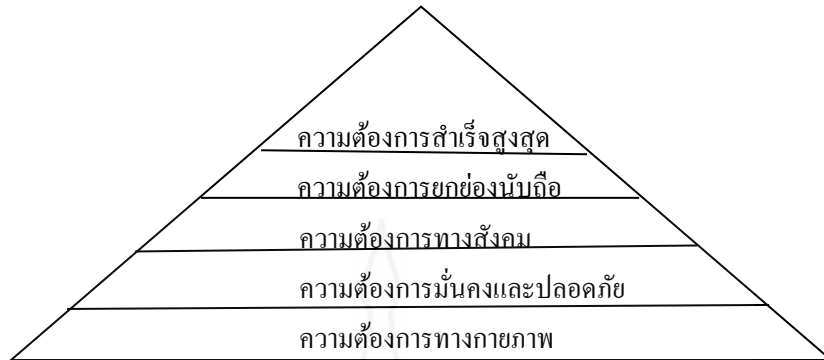 ความต้องการสำเร็จสูงสุด
ความต้องการยกย่องนับถือ
ความต้องการทางสังคม
ความต้องการมั่นคงและปลอดภัย
ความต้องการทางกายภาพ